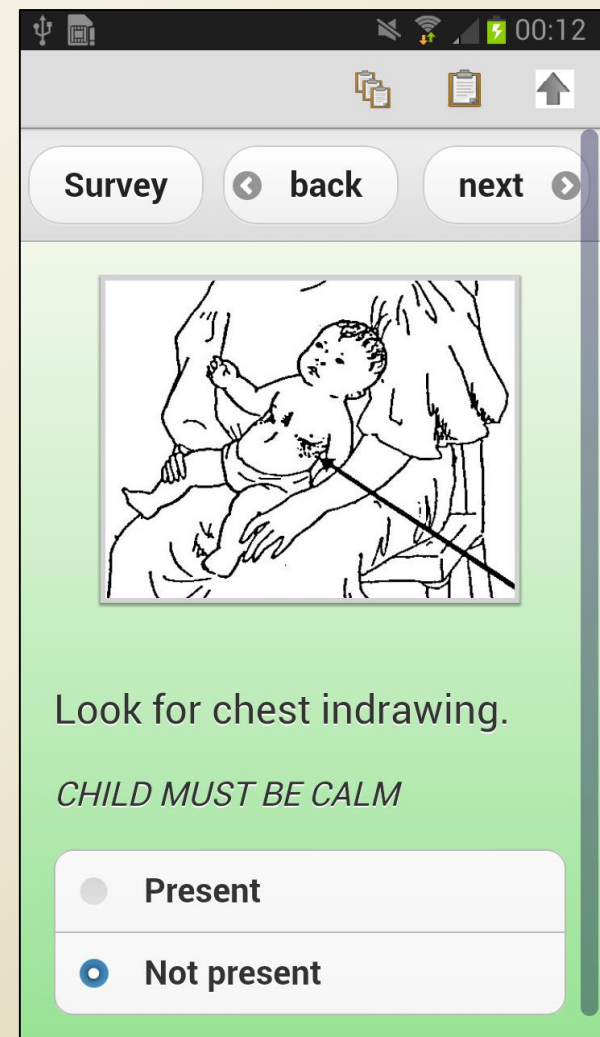 00:12
Survey back next
Look for chest indrawing.
CHILD MUST BE CALM
Present
Not present